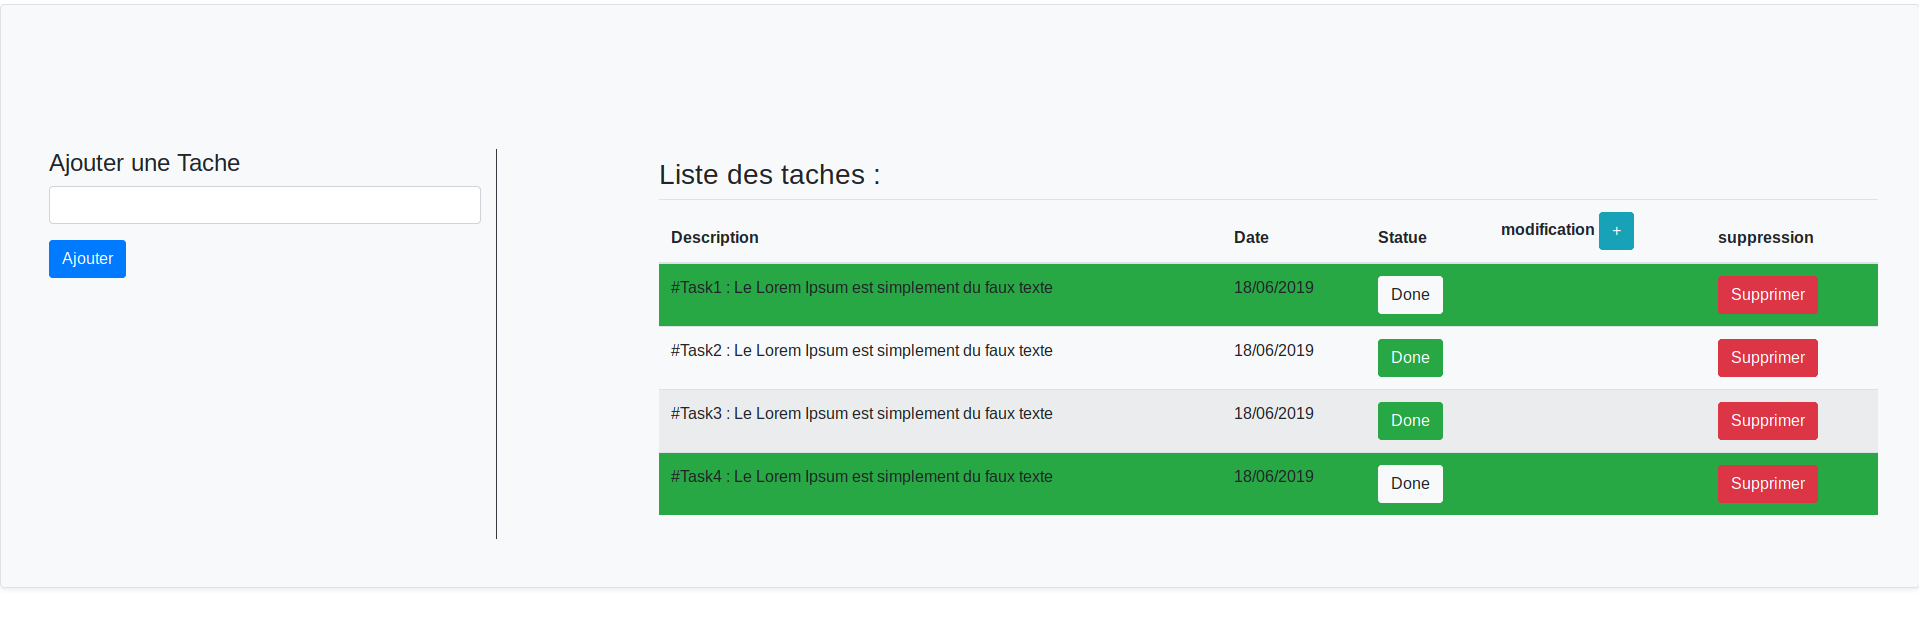 Ajouter une Tache
Ajouter
Liste des taches :
Description Date Statue modification + suppression
#Task1 : Le Lorem Ipsum est simplement du faux texte 18/06/2019 Done Supprimer
#Task2 : Le Lorem Ipsum est simplement du faux texte 18/06/2019 Done Supprimer
#Task3 : Le Lorem Ipsum est simplement du faux texte 18/06/2019 Done Supprimer
#Task4 : Le Lorem Ipsum est simplement du faux texte 18/06/2019 Done Supprimer